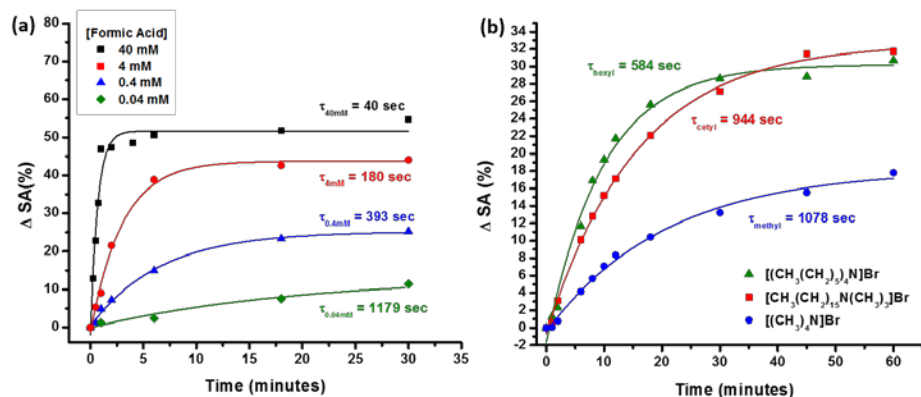 (a)
[Formic Acid]
40 mM
4 mM
0.4 mM
0.04 mM
80
70
60
50
40
30
20
10
0
Δ SA(%)
τ40mM = 40 sec
τ4mM = 180 sec
τ0.4mM = 393 sec
τ0.04mM = 1179 sec
0 5 10 15 20 25 30 35
Time (minutes)
(b)
32
30
28
26
24
22
20
18
16
14
12
10
8
6
4
2
0
-2
Δ SA (%)
τhexyl = 584 sec
τcetyl = 944 sec
τmethyl = 1078 sec
[(CH3(CH2)5)4N]Br
[CH3(CH2)15N(CH3)3]Br
[(CH3)4N]Br
0 10 20 30 40 50 60
Time (minutes)